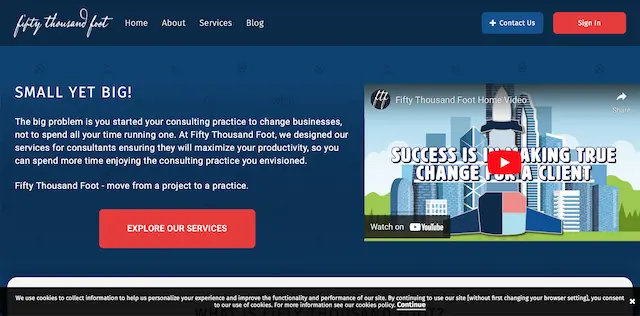 fifty thousand foot
Home
About
Services
Blog
Contact Us
Sign In
SMALL YET BIG!
The big problem is you started your consulting practice to change businesses,
not to spend all your time running one. At Fifty Thousand Foot, we designed our
services for consultants ensuring they will maximize your productivity, so you
can spend more time enjoying the consulting practice you envisioned.
Fifty Thousand Foot - move from a project to a practice.
EXPLORE OUR SERVICES
ftf
Fifty Thousand Foot Home Video
Share
SUCCESS IS IN MAKING TRUE
CHANGE FOR A CLIENT
Watch on YouTube
We use cookies to collect information to help us personalize your experience and improve the functionality and performance of our site. By continuing to use our site [without first changing your browser setting], you consent
to our use of cookies. For more information see our cookies policy. Continue